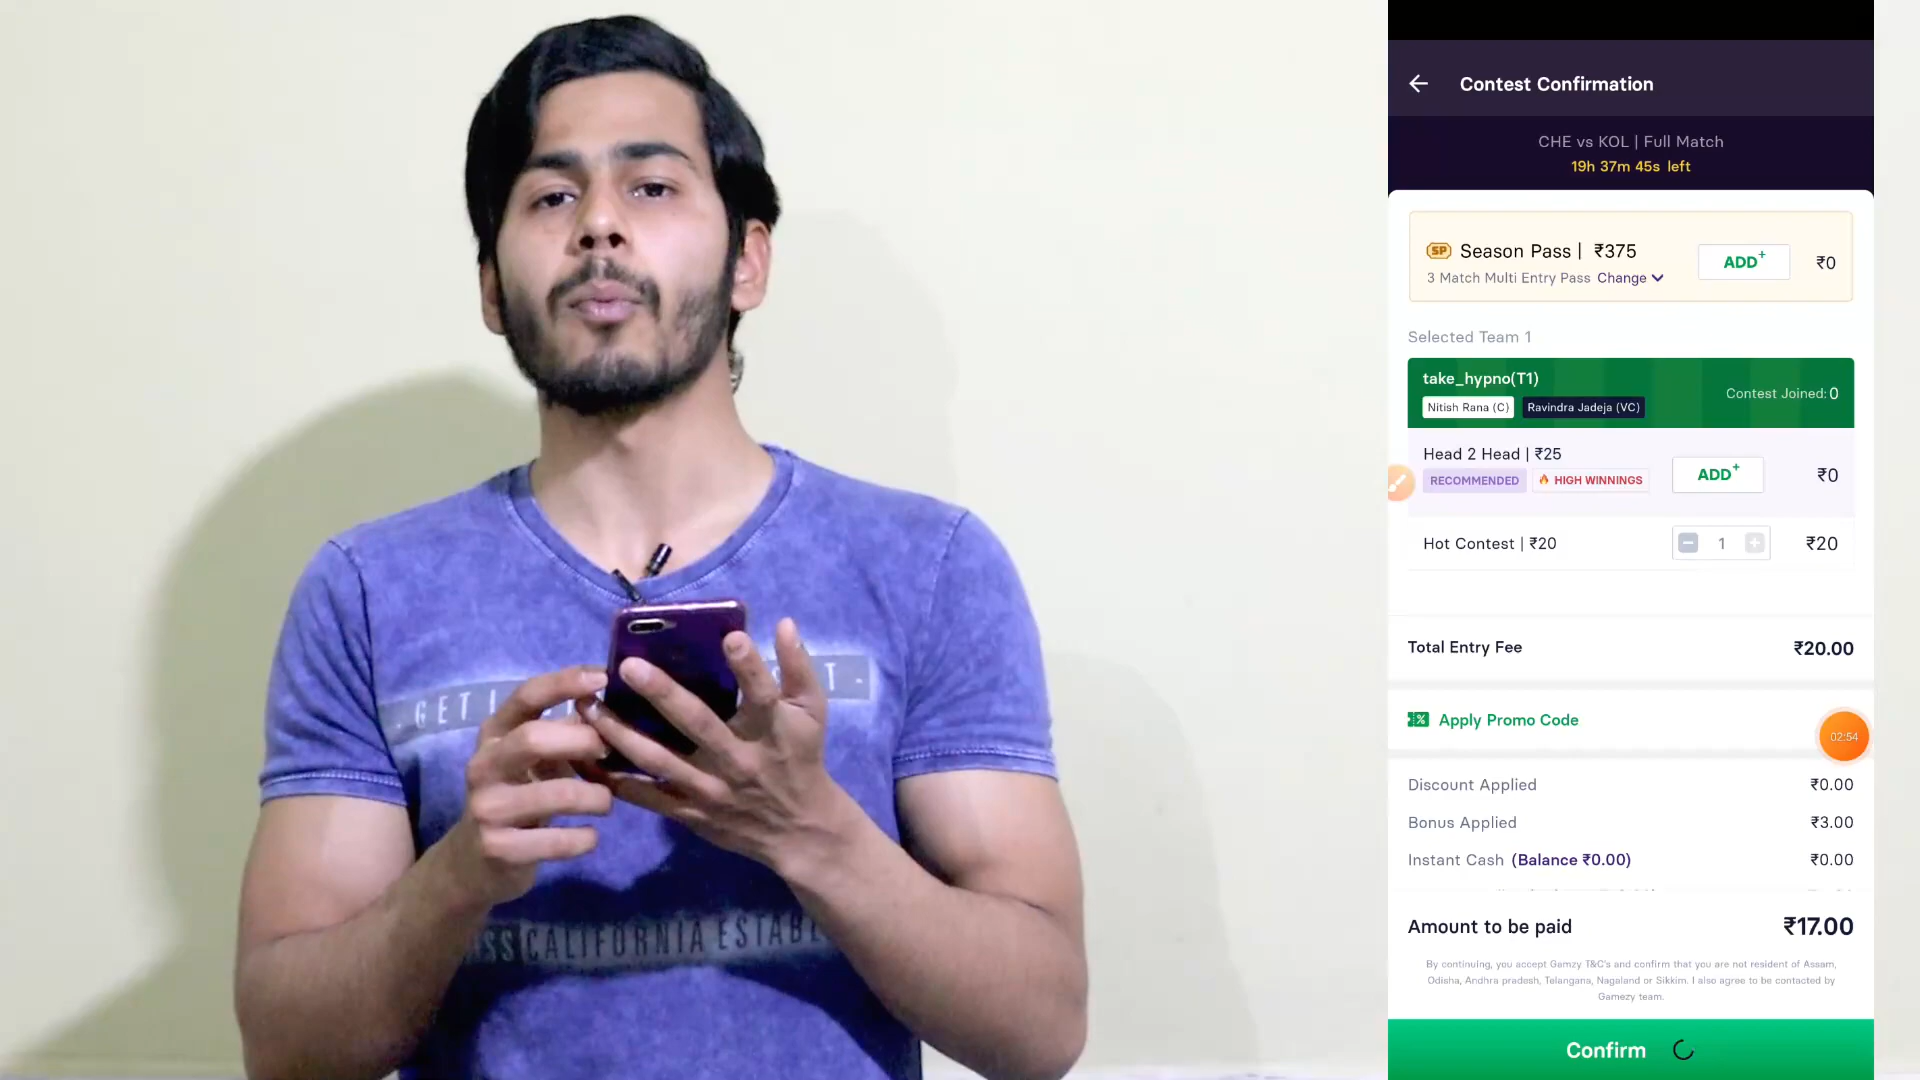 Contest Confirmation
CHE vs KOL | Full Match
19h 37m 45s left
SP Season Pass | ₹375
ADD+
₹0
3 Match Multi Entry Pass Change
Selected Team 1
take_hypno(T1)
Contest Joined: 0
Nitish Rana (C) Ravindra Jadeja (VC)
Head 2 Head | ₹25
ADD+
₹0
RECOMMENDED HIGH WINNINGS
Hot Contest | ₹20
1
₹20
Total Entry Fee ₹20.00
Apply Promo Code
02:54
Discount Applied ₹0.00
Bonus Applied ₹3.00
Instant Cash (Balance ₹0.00) ₹0.00
Amount to be paid ₹17.00
By continuing, you accept Gamzy T&C's and confirm that you are not resident of Assam,
Odisha, Andhra pradesh, Telangana, Nagaland or Sikkim. I also agree to be contacted by
Gamezy team.
Confirm
GET
CALIFORNIA